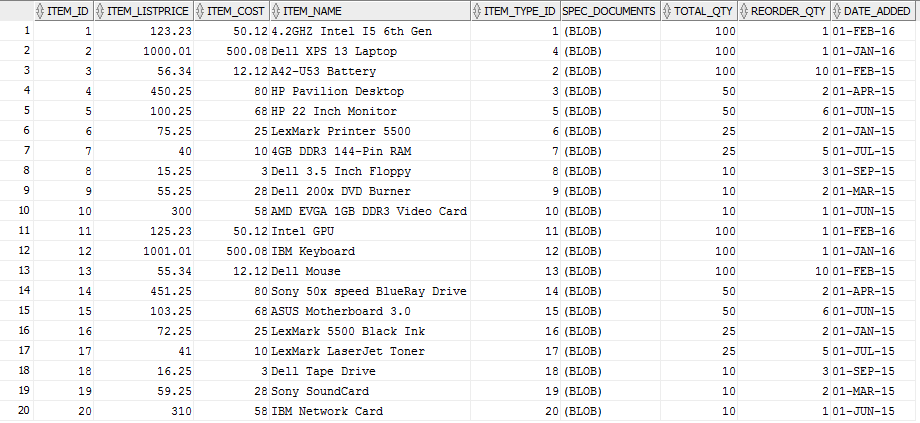 ITEM_ID ITEM_LISTPRICE ITEM_COST ITEM_NAME ITEM_TYPE_ID SPEC_DOCUMENTS TOTAL_QTY REORDER_QTY DATE_ADDED
1 1 123.23 50.12 4.2GHZ Intel I5 6th Gen 1 (BLOB) 100 1 01-FEB-16
2 2 1000.01 500.08 Dell XPS 13 Laptop 4 (BLOB) 100 1 01-JAN-16
3 3 56.34 12.12 A42-U53 Battery 2 (BLOB) 100 10 01-FEB-15
4 4 450.25 80 HP Pavilion Desktop 3 (BLOB) 50 2 01-APR-15
5 5 100.25 68 HP 22 Inch Monitor 5 (BLOB) 50 6 01-JUN-15
6 6 75.25 25 LexMark Printer 5500 6 (BLOB) 25 2 01-JAN-15
7 7 40 10 4GB DDR3 144-Pin RAM 7 (BLOB) 25 5 01-JUL-15
8 8 15.25 3 Dell 3.5 Inch Floppy 8 (BLOB) 10 3 01-SEP-15
9 9 55.25 28 Dell 200x DVD Burner 9 (BLOB) 10 2 01-MAR-15
10 10 300 58 AMD EVGA 1GB DDR3 Video Card 10 (BLOB) 10 1 01-JUN-15
11 11 125.23 50.12 Intel GPU 11 (BLOB) 100 1 01-FEB-16
12 12 1001.01 500.08 IBM Keyboard 12 (BLOB) 100 1 01-JAN-16
13 13 55.34 12.12 Dell Mouse 13 (BLOB) 100 10 01-FEB-15
14 14 451.25 80 Sony 50x speed BlueRay Drive 14 (BLOB) 50 2 01-APR-15
15 15 103.25 68 ASUS Motherboard 3.0 15 (BLOB) 50 6 01-JUN-15
16 16 72.25 25 LexMark 5500 Black Ink 16 (BLOB) 25 2 01-JAN-15
17 17 41 10 LexMark LaserJet Toner 17 (BLOB) 25 5 01-JUL-15
18 18 16.25 3 Dell Tape Drive 18 (BLOB) 10 3 01-SEP-15
19 19 59.25 28 Sony SoundCard 19 (BLOB) 10 2 01-MAR-15
20 20 310 58 IBM Network Card 20 (BLOB) 10 1 01-JUN-15